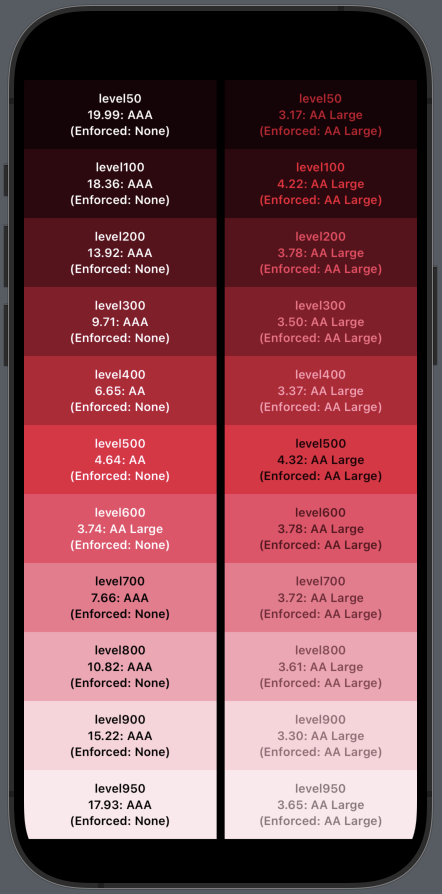 level50
19.99: AAA
(Enforced: None)
level50
3.17: AA Large
(Enforced: AA Large)
level100
18.36: AAA
(Enforced: None)
level100
4.22: AA Large
(Enforced: AA Large)
level200
13.92: AAA
(Enforced: None)
level200
3.78: AA Large
(Enforced: AA Large)
level300
9.71: AAA
(Enforced: None)
level300
3.50: AA Large
(Enforced: AA Large)
level400
6.65: AA
(Enforced: None)
level400
3.37: AA Large
(Enforced: AA Large)
level500
4.64: AA
(Enforced: None)
level500
4.32: AA Large
(Enforced: AA Large)
level600
3.74: AA Large
(Enforced: None)
level600
3.78: AA Large
(Enforced: AA Large)
level700
7.66: AAA
(Enforced: None)
level700
3.72: AA Large
(Enforced: AA Large)
level800
10.82: AAA
(Enforced: None)
level800
3.61: AA Large
(Enforced: AA Large)
level900
15.22: AAA
(Enforced: None)
level900
3.30: AA Large
(Enforced: AA Large)
level950
17.93: AAA
(Enforced: None)
level950
3.65: AA Large
(Enforced: AA Large)